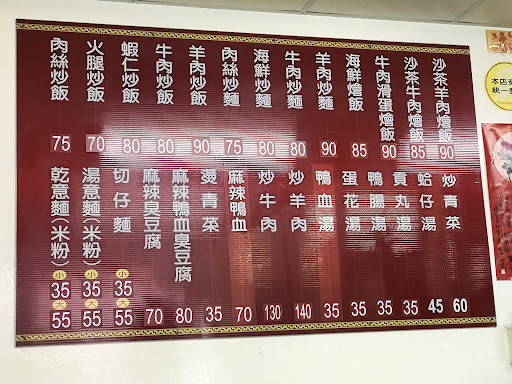 肉絲炒飯 75
火腿炒飯 70
蝦仁炒飯 80
牛肉炒飯 80
羊肉炒飯 90
肉絲炒麵 75
海鮮炒麵 80
牛肉炒麵 80
羊肉炒麵 90
海鮮燴飯 85
牛肉滑蛋燴飯 90
沙茶牛肉燴飯 85
沙茶羊肉燴飯 90
乾意麵(米粉) 小 35 大 55
湯意麵(米粉) 小 35 大 55
切仔麵 小 35 大 55
麻辣臭豆腐 70
麻辣鴨血臭豆腐 80
燙青菜 35
麻辣鴨血 70
炒牛肉 130
炒羊肉 140
鴨血湯 35
蛋花湯 35
鴨腸湯 35
貢丸湯 35
蛤仔湯 45
炒青菜 60
本店
統一